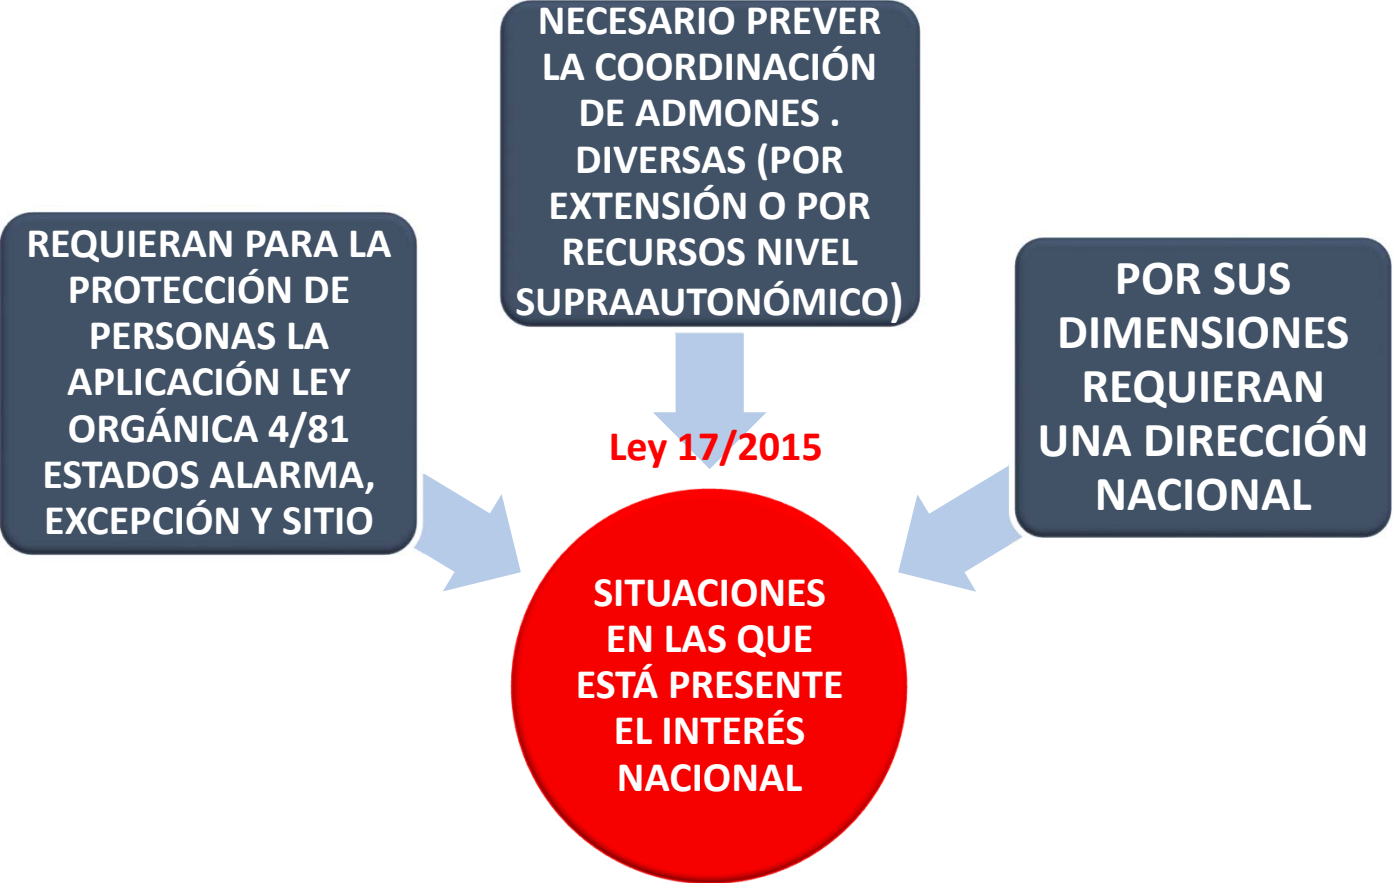 REQUIERAN PARA LA
PROTECCIÓN DE
PERSONAS LA
APLICACIÓN LEY
ORGÁNICA 4/81
ESTADOS ALARMA,
EXCEPCIÓN Y SITIO
NECESARIO PREVER
LA COORDINACIÓN
DE ADMONES .
DIVERSAS (POR
EXTENSIÓN O POR
RECURSOS NIVEL
SUPRAAUTONÓMICO)
POR SUS
DIMENSIONES
REQUIERAN
UNA DIRECCIÓN
NACIONAL
Ley 17/2015
SITUACIONES
EN LAS QUE
ESTÁ PRESENTE
EL INTERÉS
NACIONAL